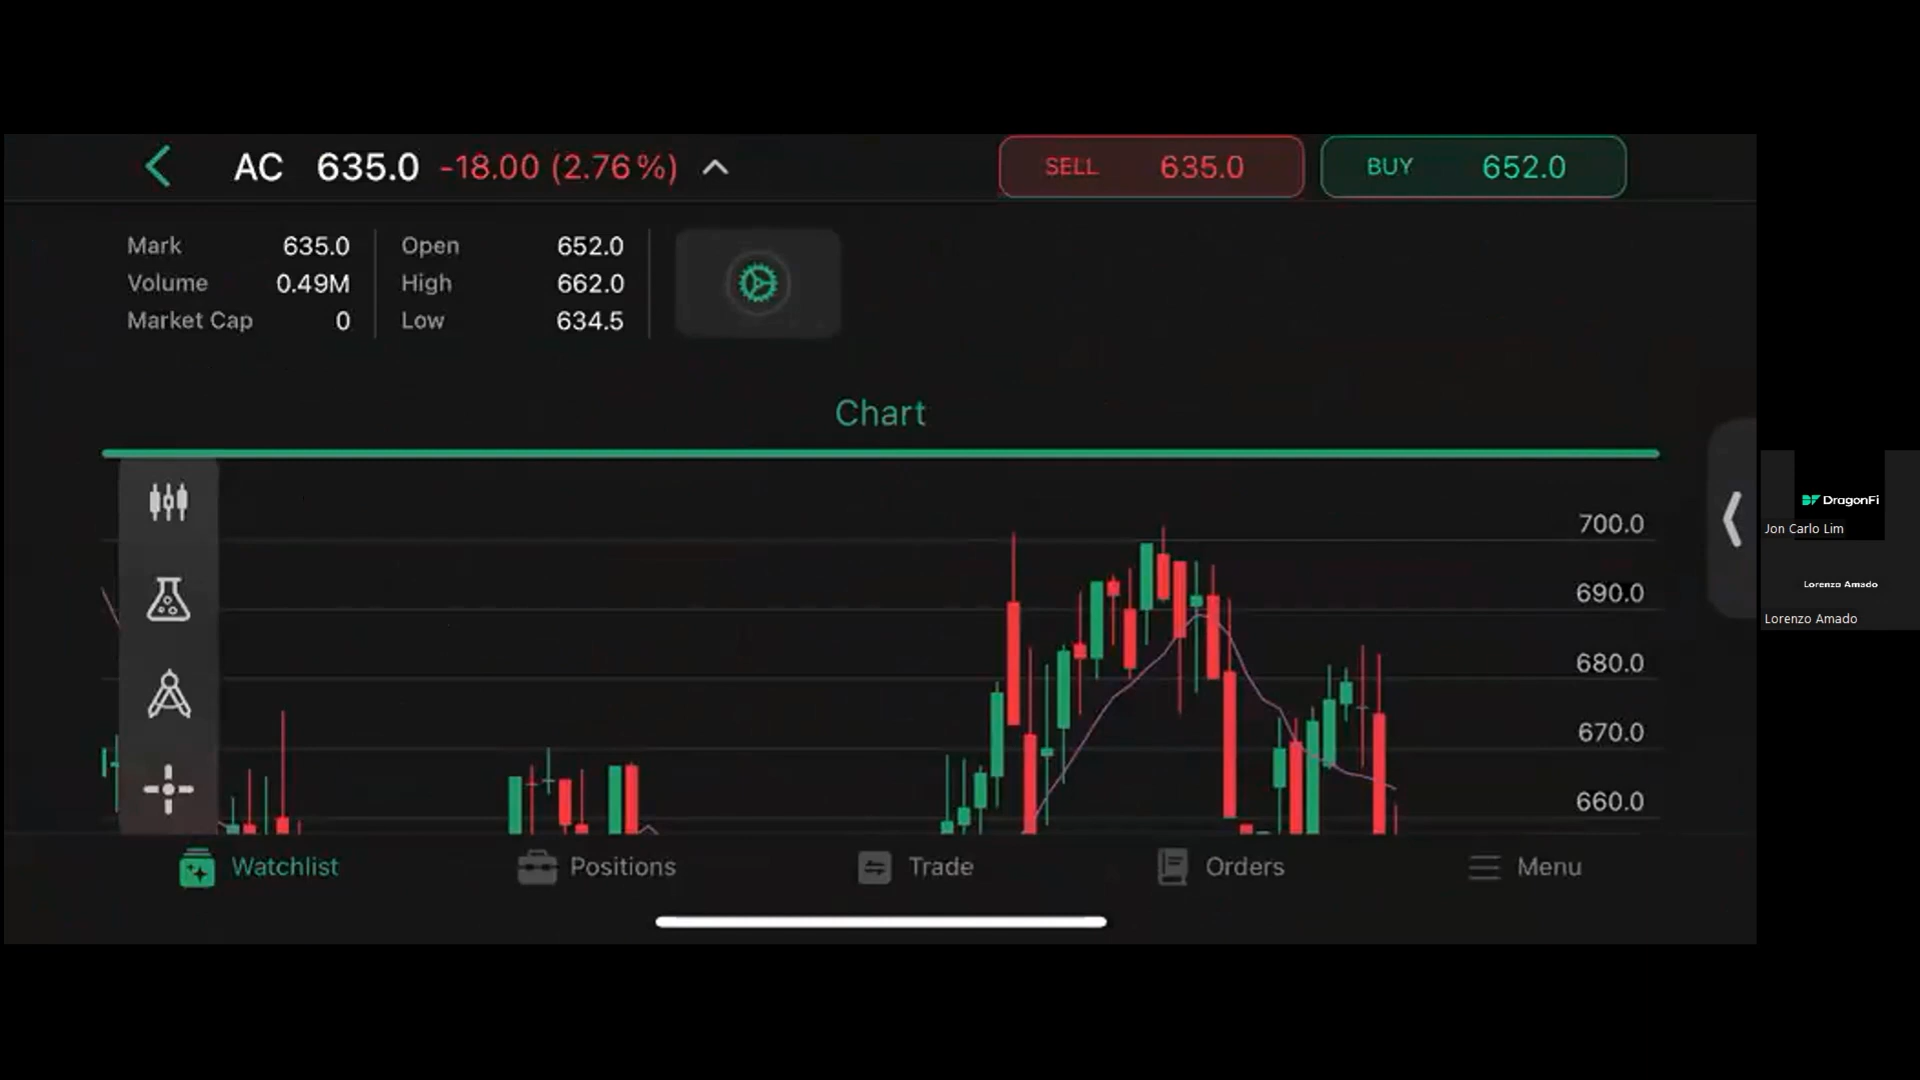 AC 635.0 -18.00 (2.76%)
SELL 635.0
BUY 652.0
Mark 635.0
Volume 0.49M
Market Cap 0
Open 652.0
High 662.0
Low 634.5
Chart
700.0
690.0
680.0
670.0
660.0
DragonFi
Jon Carlo Lim
Lorenzo Amado
Lorenzo Amado
Watchlist
Positions
Trade
Orders
Menu